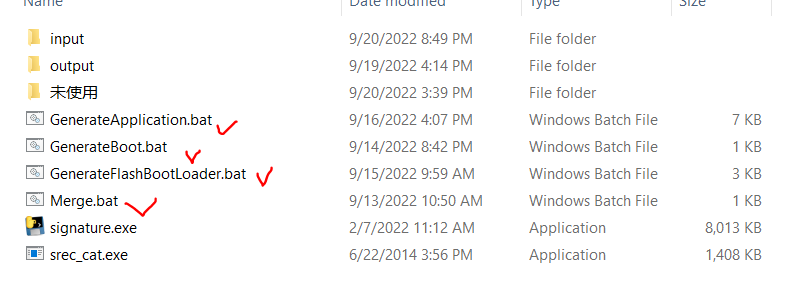 Name Date modified Type Size
input 9/20/2022 8:49 PM File folder
output 9/19/2022 4:14 PM File folder
未使用 9/20/2022 3:39 PM File folder
GenerateApplication.bat 9/16/2022 4:07 PM Windows Batch File 7 KB
GenerateBoot.bat 9/14/2022 8:42 PM Windows Batch File 1 KB
GenerateFlashBootLoader.bat 9/15/2022 9:59 AM Windows Batch File 3 KB
Merge.bat 9/13/2022 10:50 AM Windows Batch File 1 KB
signature.exe 2/7/2022 11:12 AM Application 8,013 KB
srec_cat.exe 6/22/2014 3:56 PM Application 1,408 KB